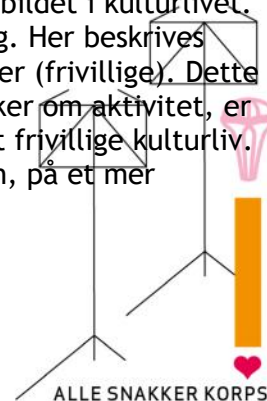 bildet i kulturlivet.
g. Her beskrives
er (frivillige). Dette
ker om aktivitet, er
t frivillige kulturliv.
n, på et mer
ALLE SNAKKER KORPS